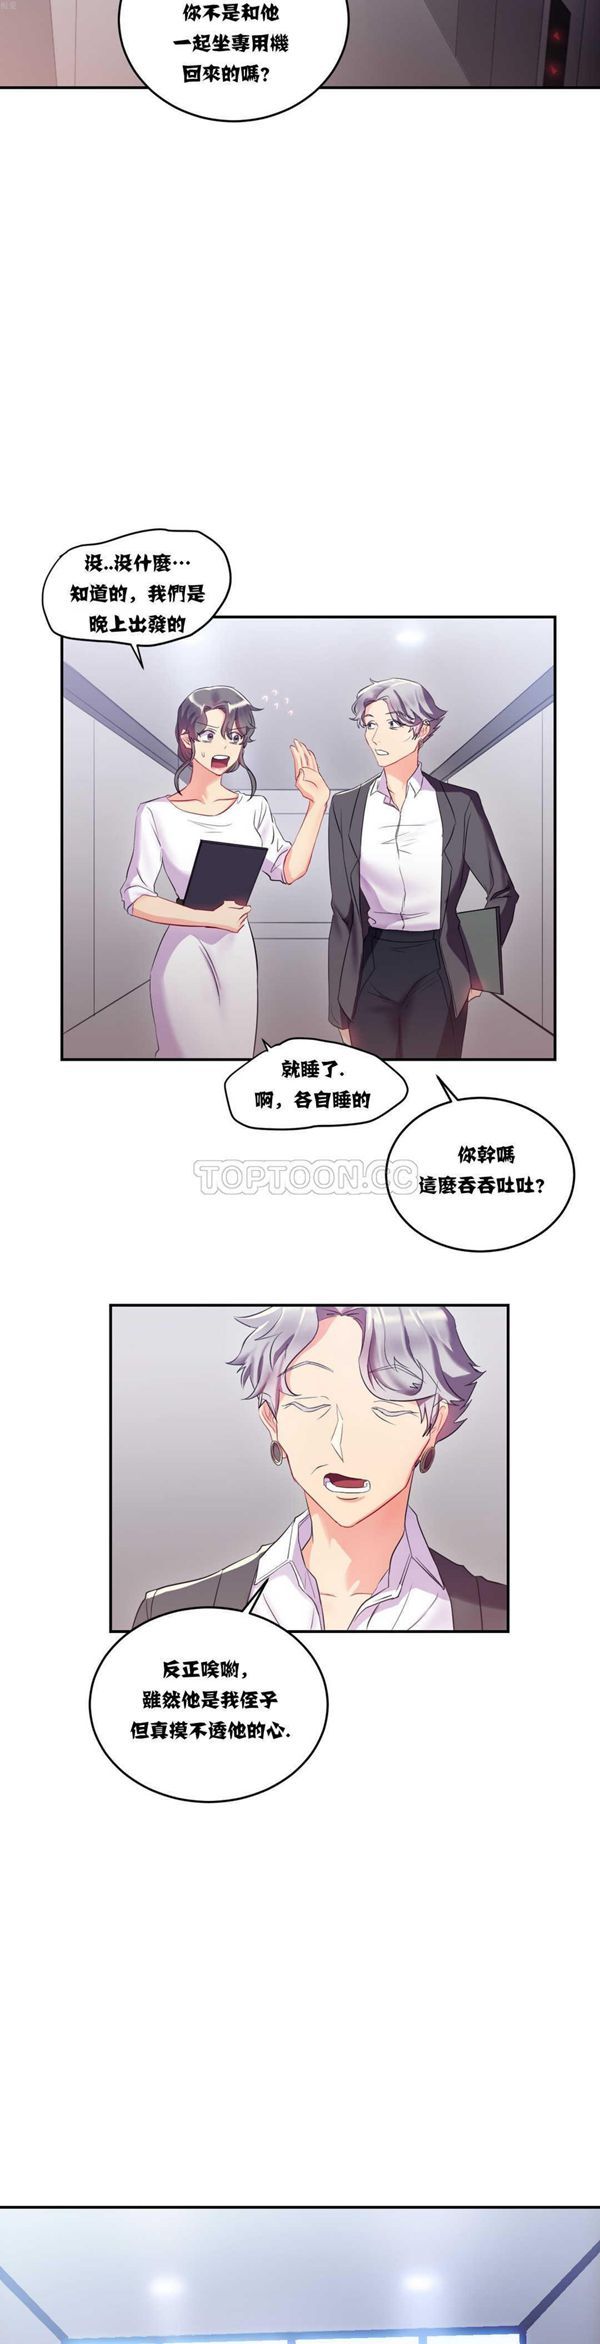 你不是和他
一起坐專用機
回來的嗎?
没..没什麼…
知道的，我們是
晚上出發的
就睡了.
啊，各自睡的
你幹嗎
這麼吞吞吐吐?
TOPTOON.CC
反正唉喲，
雖然他是我侄子
但真摸不透他的心.